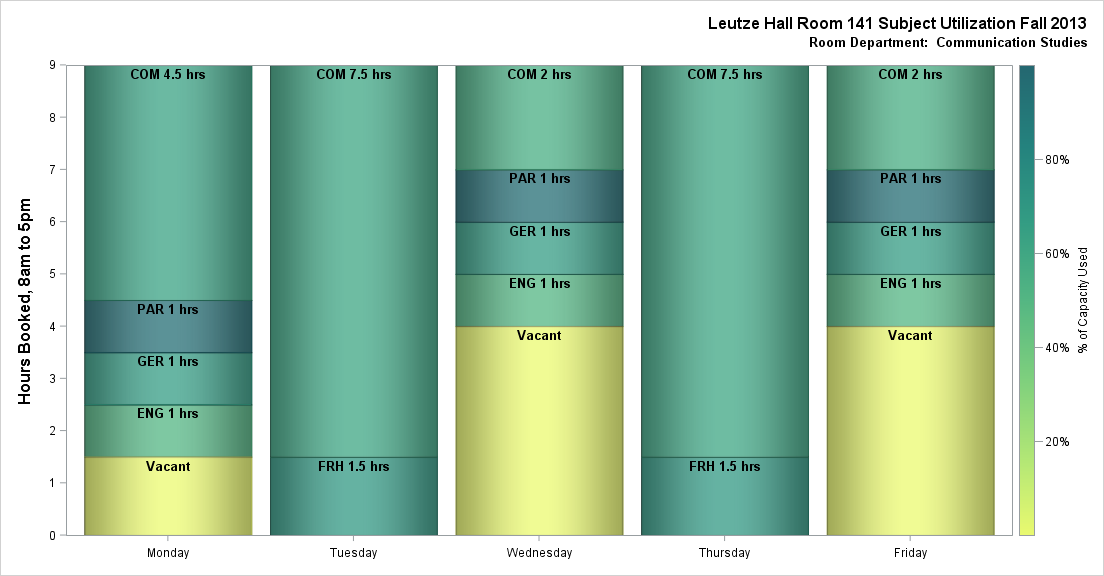 Leutze Hall Room 141 Subject Utilization Fall 2013
Room Department:  Communication Studies
Hours Booked, 8am to 5pm
9
8
7
6
5
4
3
2
1
0
COM 4.5 hrs
PAR 1 hrs
GER 1 hrs
ENG 1 hrs
Vacant
COM 7.5 hrs
FRH 1.5 hrs
COM 2 hrs
PAR 1 hrs
GER 1 hrs
ENG 1 hrs
Vacant
COM 7.5 hrs
FRH 1.5 hrs
COM 2 hrs
PAR 1 hrs
GER 1 hrs
ENG 1 hrs
Vacant
Monday
Tuesday
Wednesday
Thursday
Friday
80%
60%
40%
20%
% of Capacity Used